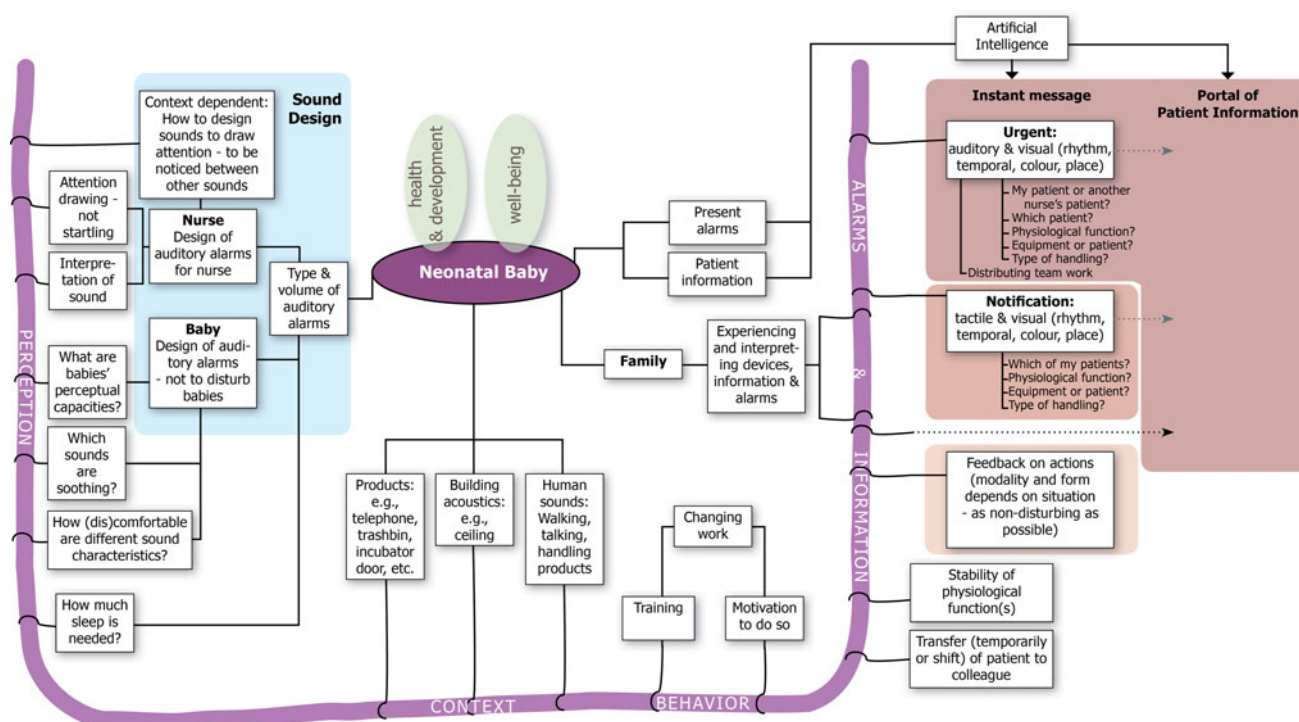 Artificial
Intelligence
Sound
Design
Context dependent:
How to design
sounds to draw
attention - to be
noticed between
other sounds
Attention
drawing -
not
startling
Nurse
Design of
auditory alarms
for nurse
Interpre-
tation of
sound
Type &
volume of
auditory
alarms
Baby
Design of audi-
tory alarms
- not to disturb
babies
What are
babies'
perceptual
capacities?
Which
sounds are
soothing?
How (dis)comfortable
are different sound
characteristics?
How much
sleep is
needed?
PERCEPTION
health
& development
well-being
Neonatal Baby
Present
alarms
Patient
information
Family
Experiencing
and interpret-
ing devices,
information &
alarms
Products:
e.g.,
telephone,
trashbin,
incubator
door, etc.
Building
acoustics:
e.g.,
ceiling
Human
sounds:
Walking,
talking,
handling
products
Changing
work
Training
Motivation
to do so
CONTEXT
BEHAVIOR
ALARMS
&
INFORMATION
Instant message
Portal of
Patient Information
Urgent:
auditory & visual (rhythm,
temporal, colour, place)
My patient or another
nurse's patient?
Which patient?
Physiological function?
Equipment or patient?
Type of handling?
Distributing team work
Notification:
tactile & visual (rhythm,
temporal, colour, place)
Which of my patients?
Physiological function?
Equipment or patient?
Type of handling?
Feedback on actions
(modality and form
depends on situation
- as non-disturbing as
possible)
Stability of
physiological
function(s)
Transfer (temporarily
or shift) of patient to
colleague